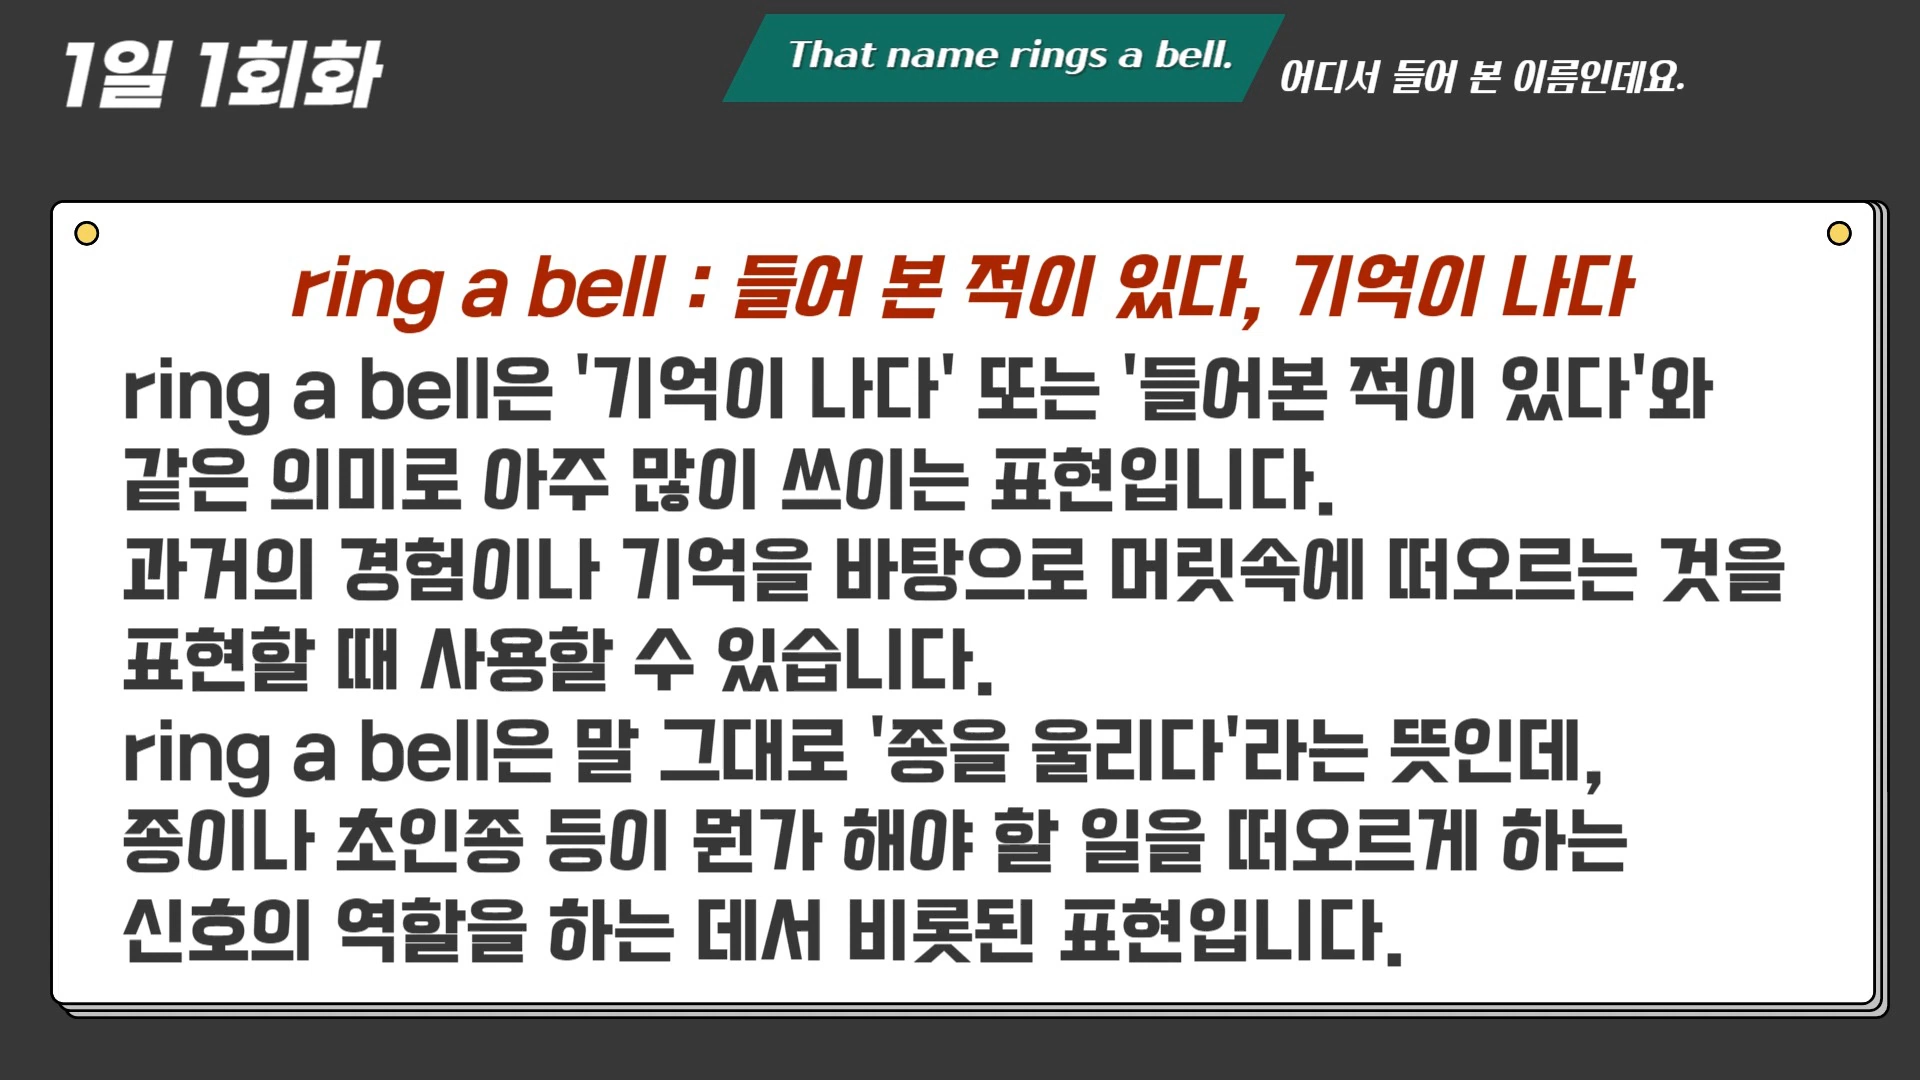 1일 1회화
That name rings a bell.
어디서 들어 본 이름인데요.
ring a bell : 들어 본 적이 있다, 기억이 나다
ring a bell은 '기억이 나다' 또는 '들어본 적이 있다'와
같은 의미로 아주 많이 쓰이는 표현입니다.
과거의 경험이나 기억을 바탕으로 머릿속에 떠오르는 것을
표현할 때 사용할 수 있습니다.
ring a bell은 말 그대로 '종을 울리다'라는 뜻인데,
종이나 초인종 등이 뭔가 해야 할 일을 떠오르게 하는
신호의 역할을 하는 데서 비롯된 표현입니다.